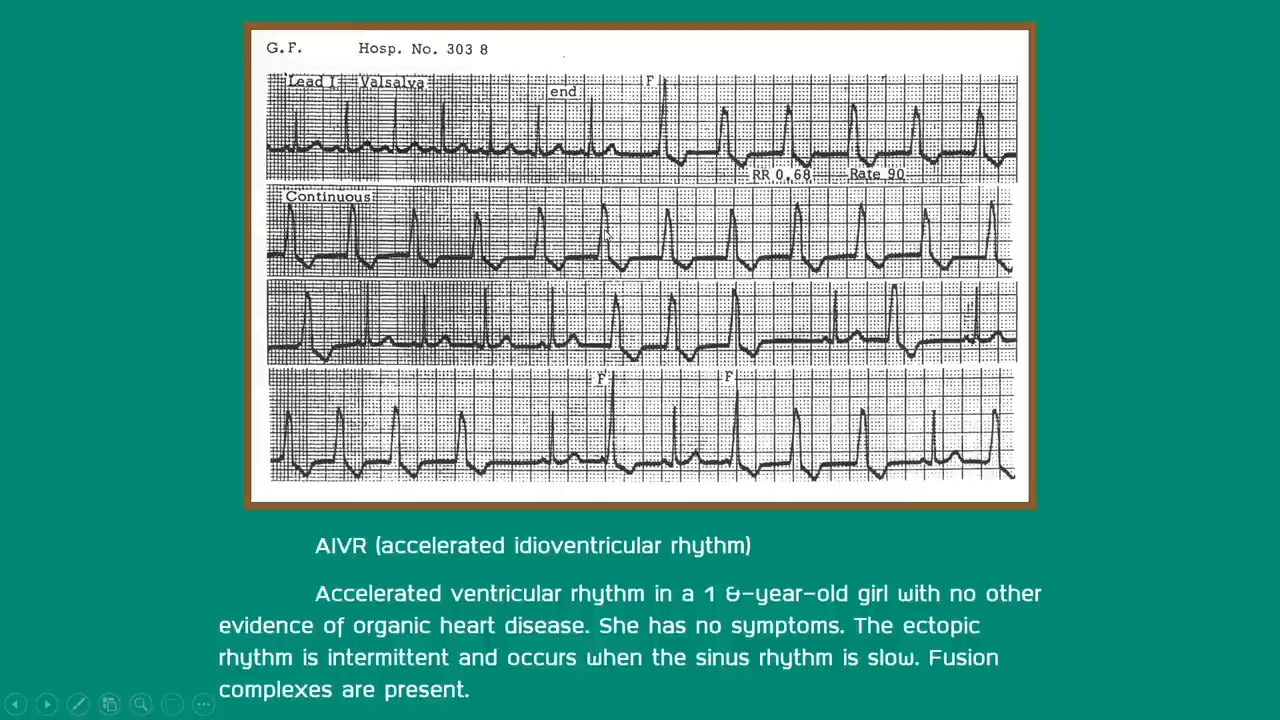 G.F. Hosp. No. 303 8
Lead I Valsalva
end
F
RR 0.68 Rate 90
Continuous
F F
AIVR (accelerated idioventricular rhythm)
Accelerated ventricular rhythm in a 1 &-year-old girl with no other
evidence of organic heart disease. She has no symptoms. The ectopic
rhythm is intermittent and occurs when the sinus rhythm is slow. Fusion
complexes are present.